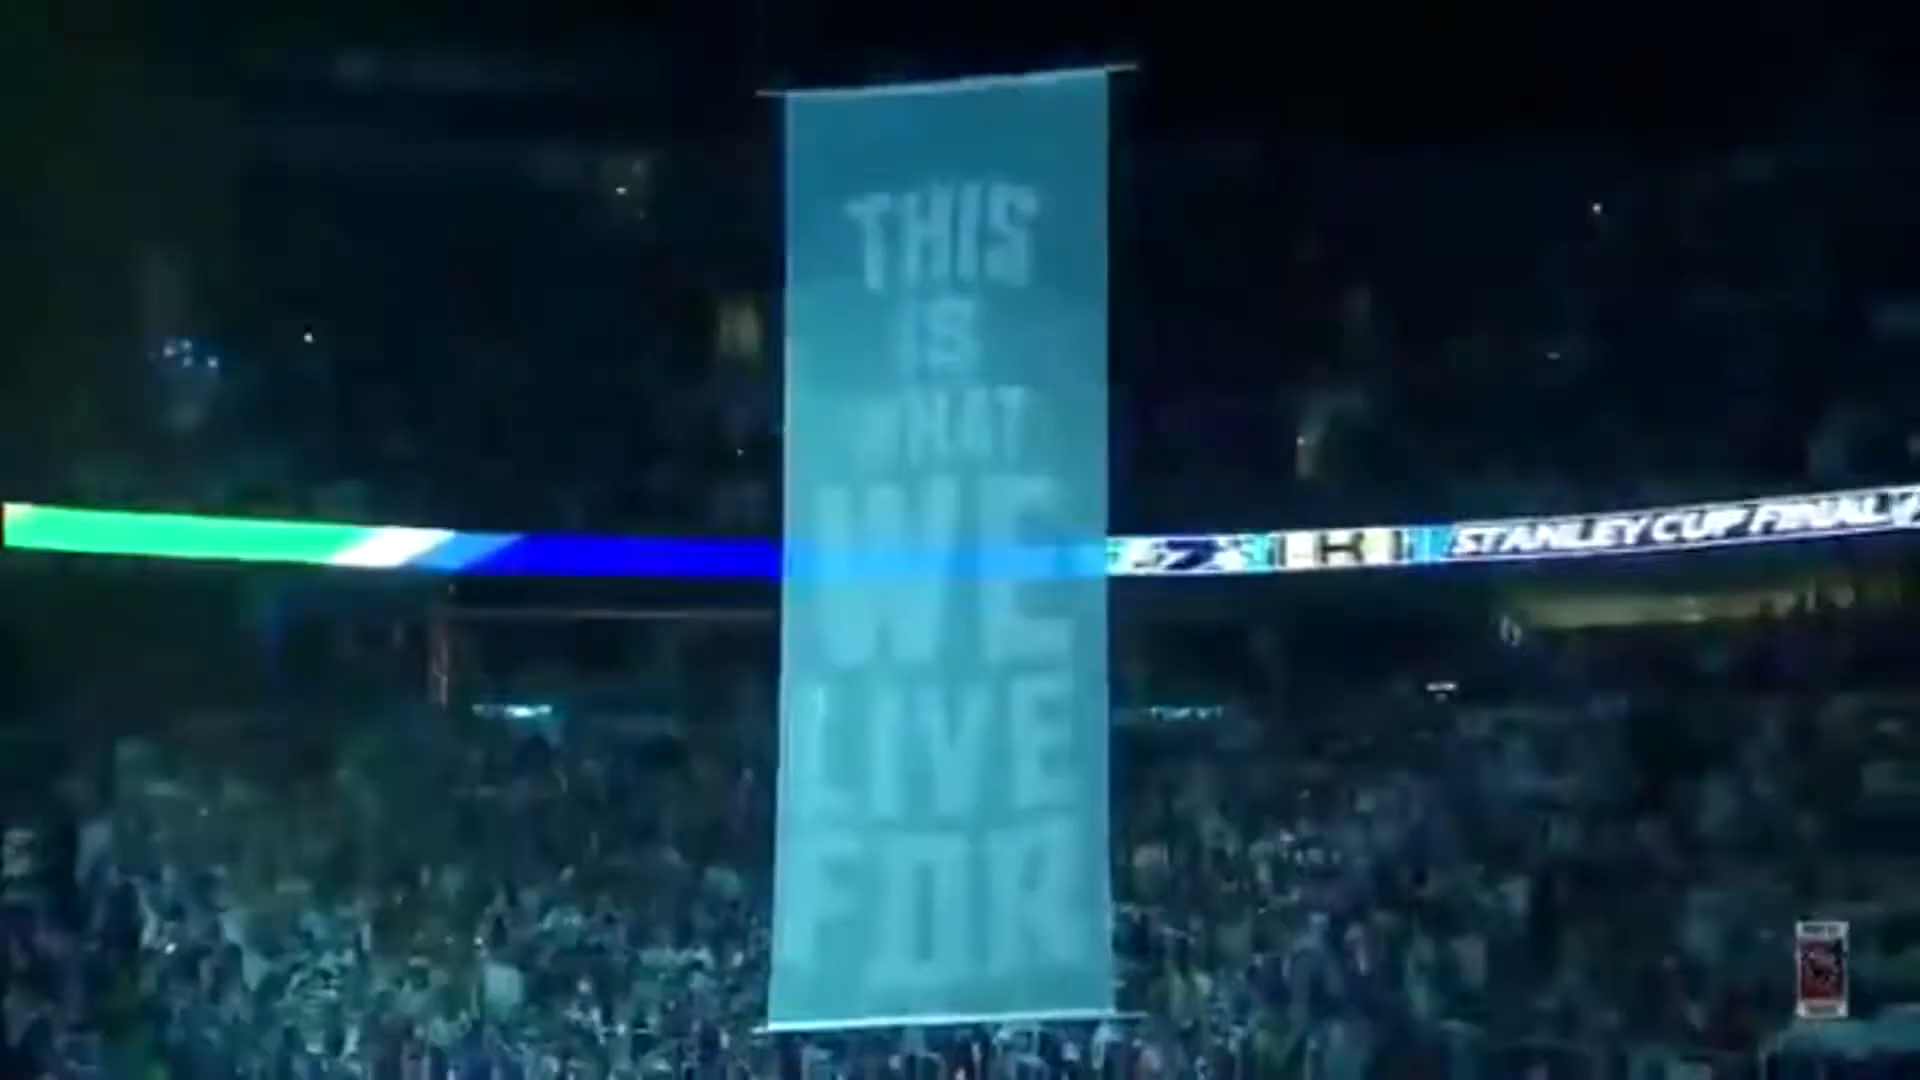 THIS
IS
WHAT
WE
LIVE
FOR
STANLEY CUP FINAL